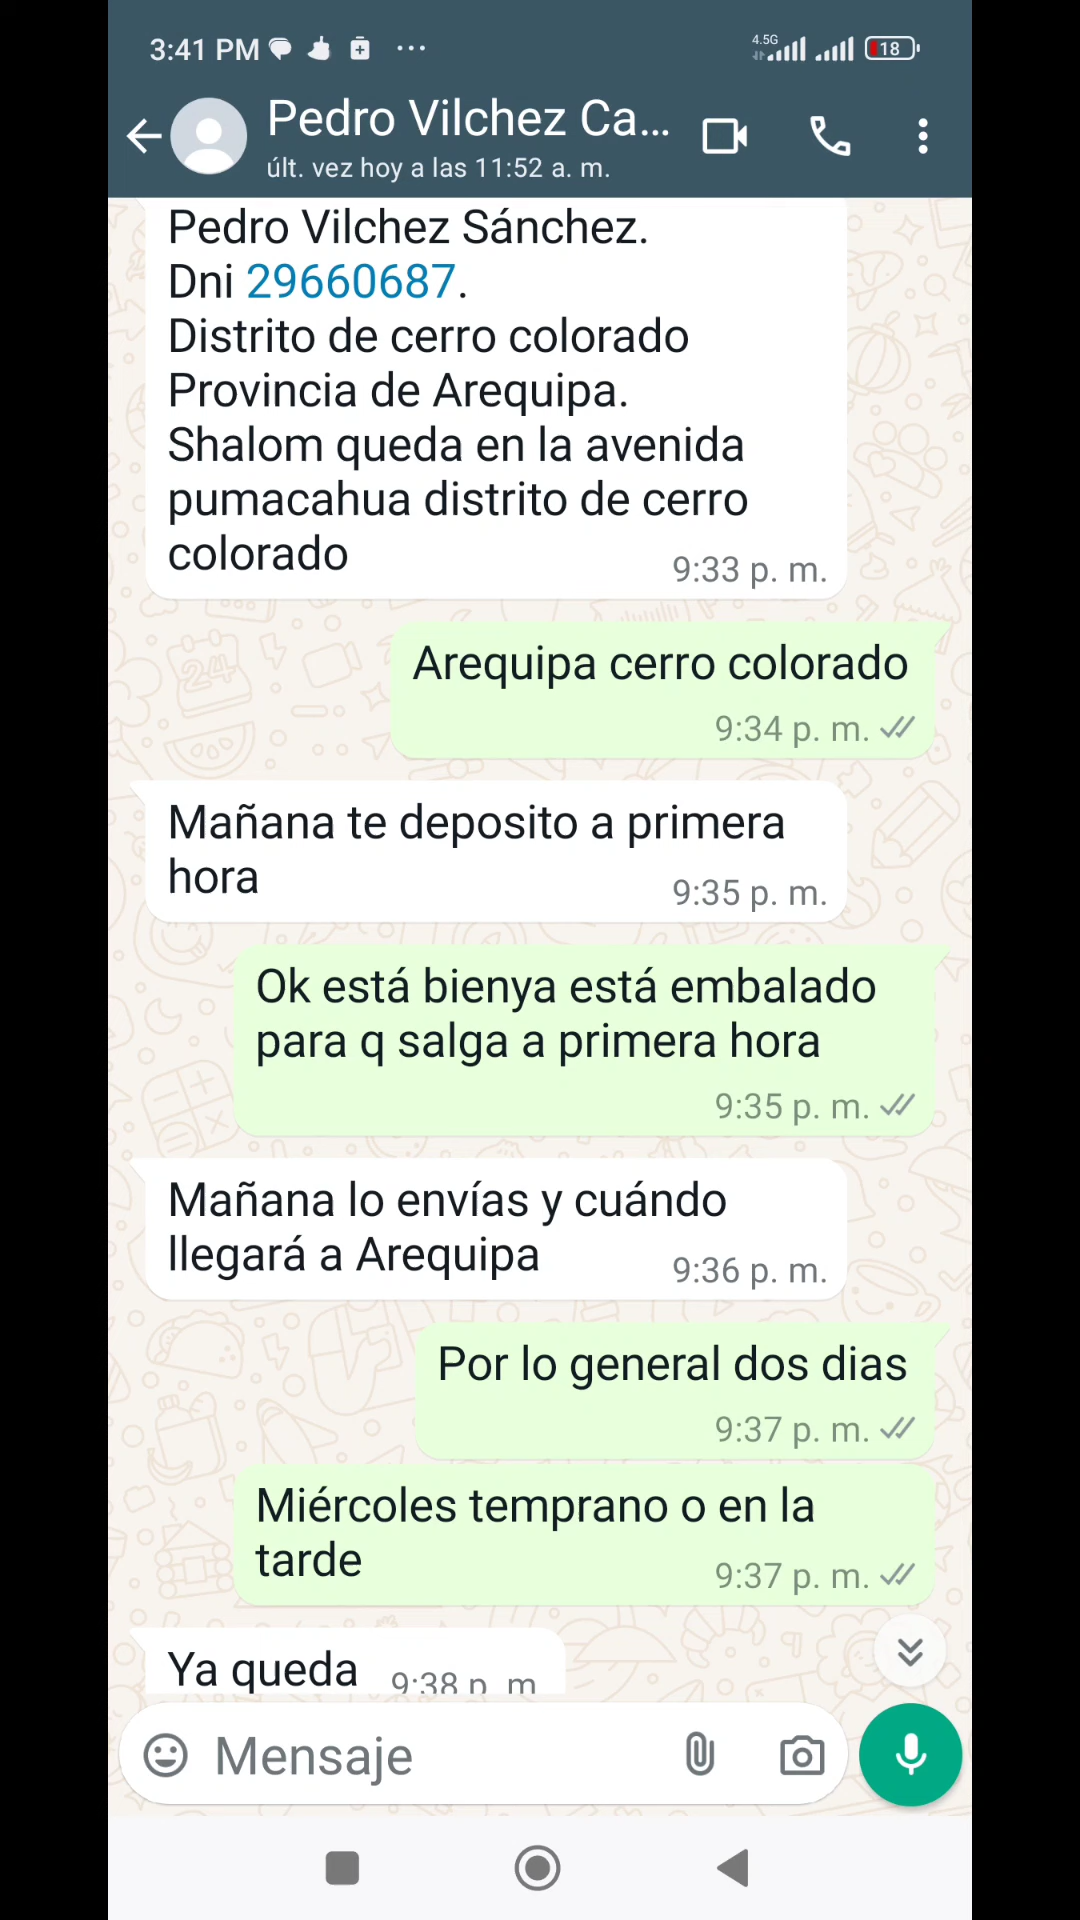 3:41 PM
4.5G
18
Pedro Vilchez Ca...
últ. vez hoy a las 11:52 a. m.
Pedro Vilchez Sánchez.
Dni 29660687.
Distrito de cerro colorado
Provincia de Arequipa.
Shalom queda en la avenida
pumacahua distrito de cerro
colorado
9:33 p. m.
Arequipa cerro colorado
9:34 p. m.
Mañana te deposito a primera
hora
9:35 p. m.
Ok está bienya está embalado
para q salga a primera hora
9:35 p. m.
Mañana lo envías y cuándo
llegará a Arequipa
9:36 p. m.
Por lo general dos dias
9:37 p. m.
Miércoles temprano o en la
tarde
9:37 p. m.
Ya queda
9:38 p. m
Mensaje